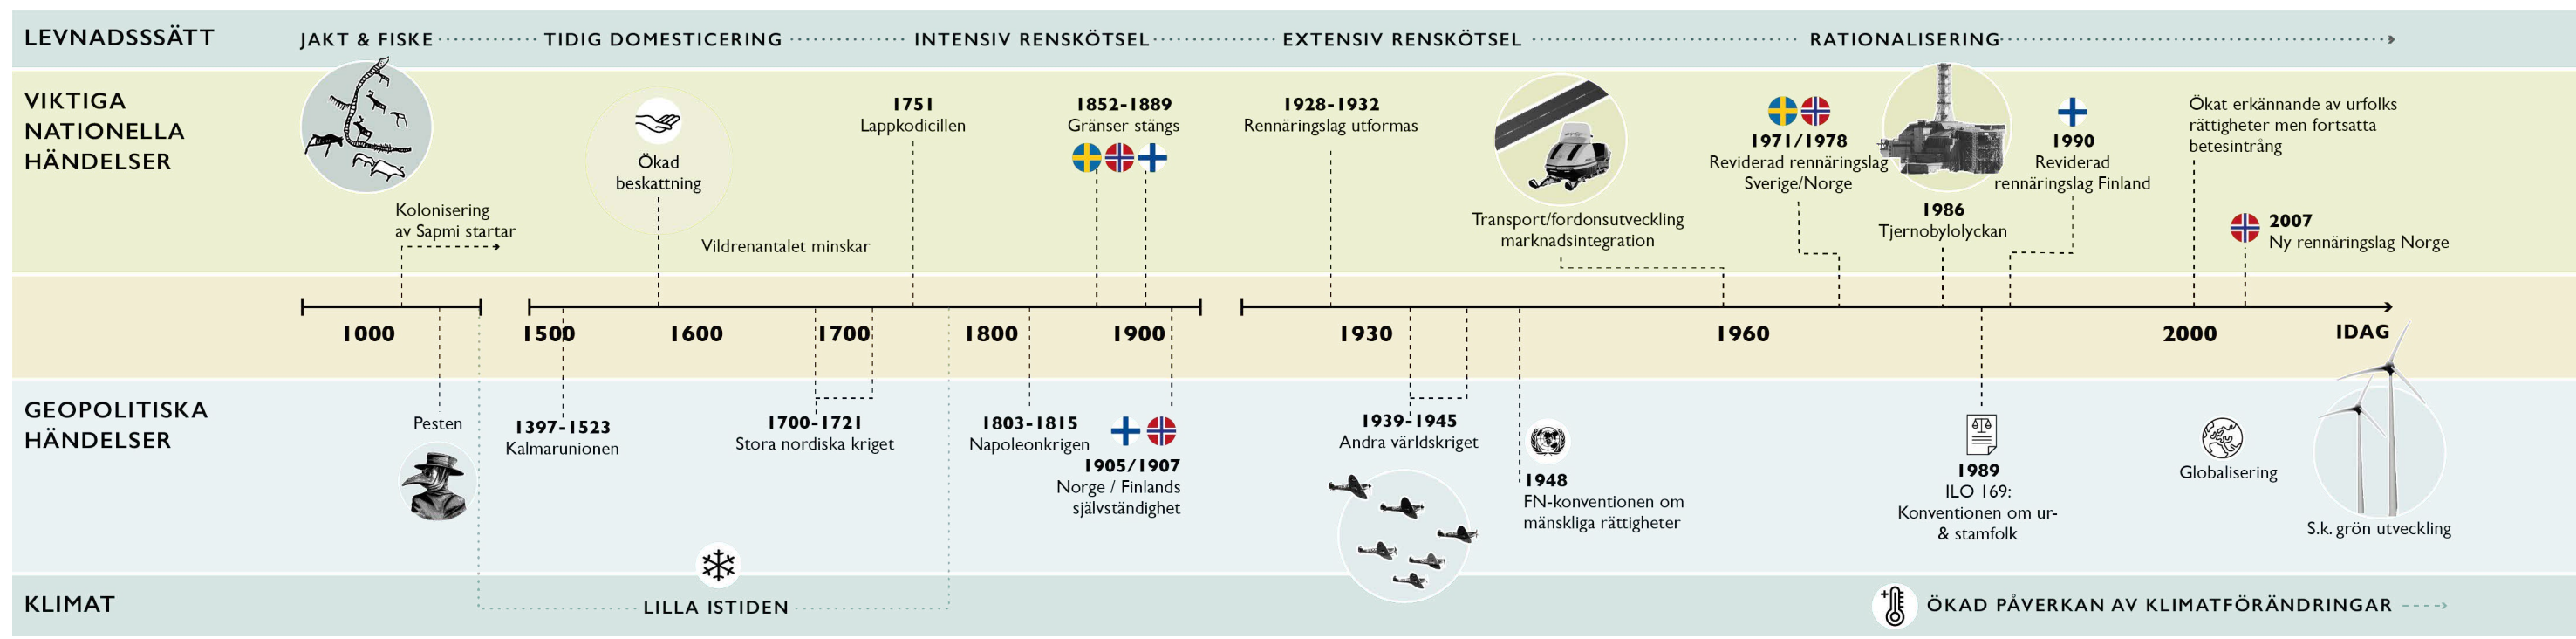 LEVNADSSSÄTT
JAKT & FISKE
TIDIG DOMESTICERING
INTENSIV RENSKÖTSEL
EXTENSIV RENSKÖTSEL
RATIONALISERING
VIKTIGA
NATIONELLA
HÄNDELSER
Kolonisering
av Sapmi startar
Ökad
beskattning
Vildrenantalet minskar
1751
Lappkodicillen
1852-1889
Gränser stängs
1928-1932
Rennäringslag utformas
Transport/fordonsutveckling
marknadsintegration
1971/1978
Reviderad rennäringslag
Sverige/Norge
1986
Tjernobylolyckan
1990
Reviderad
rennäringslag Finland
Ökat erkännande av urfolks
rättigheter men fortsatta
betesintrång
2007
Ny rennäringslag Norge
1000
1500
1600
1700
1800
1900
1930
1960
2000
IDAG
GEOPOLITISKA
HÄNDELSER
Pesten
1397-1523
Kalmarunionen
1700-1721
Stora nordiska kriget
1803-1815
Napoleonkrigen
1905/1907
Norge / Finlands
självständighet
1939-1945
Andra världskriget
1948
FN-konventionen om
mänskliga rättigheter
1989
ILO 169:
Konventionen om ur-
& stamfolk
Globalisering
S.k. grön utveckling
KLIMAT
LILLA ISTIDEN
ÖKAD PÅVERKAN AV KLIMATFÖRÄNDRINGAR